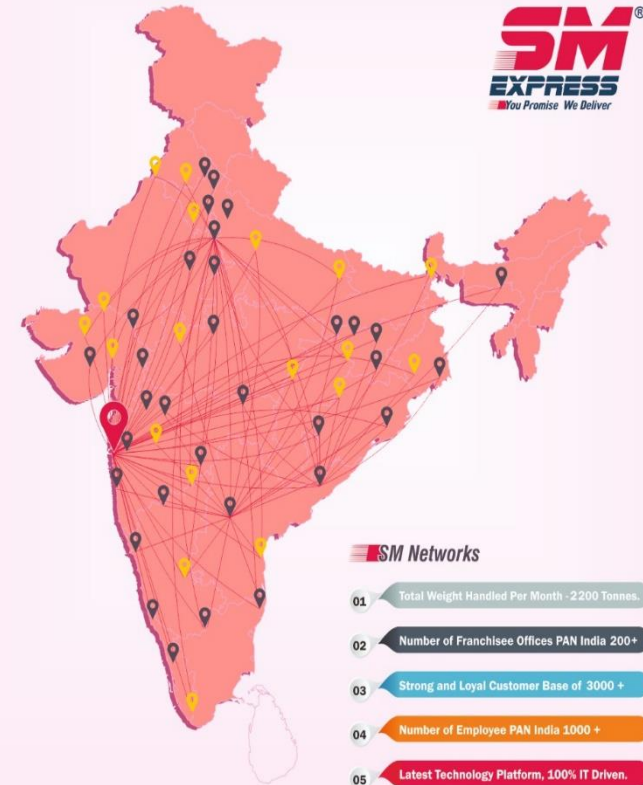 SM®
EXPRESS
You Promise We Deliver
SM Networks
01 Total Weight Handled Per Month - 2200 Tonnes.
02 Number of Franchisee Offices PAN India 200+
03 Strong and Loyal Customer Base of 3000 +
04 Number of Employee PAN India 1000 +
05 Latest Technology Platform, 100% IT Driven.